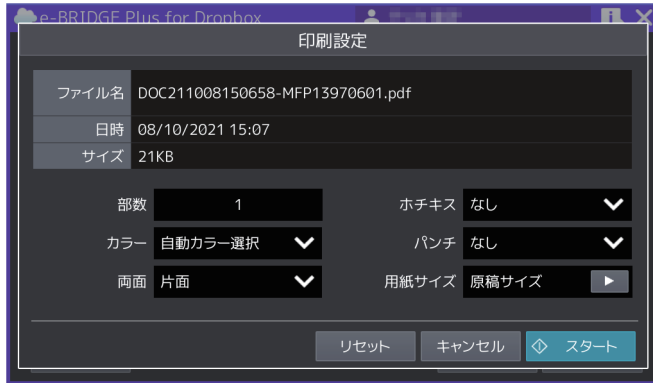 e-BRIDGE Plus for Dropbox
印刷設定
ファイル名 DOC211008150658-MFP13970601.pdf
日時 08/10/2021 15:07
サイズ 21KB
部数 1 ホチキス なし
カラー 自動カラー選択 パンチ なし
両面 片面 用紙サイズ 原稿サイズ
リセット キャンセル スタート